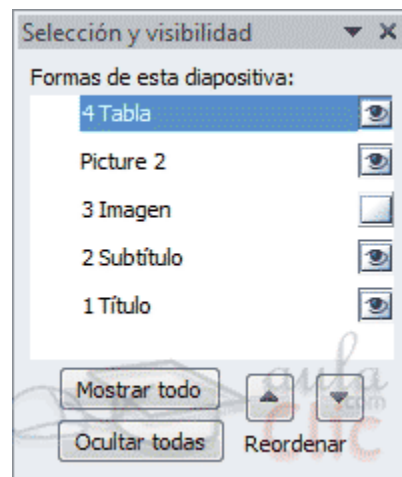 Selección y visibilidad
Formas de esta diapositiva:
4 Tabla
Picture 2
3 Imagen
2 Subtítulo
1 Título
Mostrar todo
Ocultar todas
Reordenar
aula
.com
clic